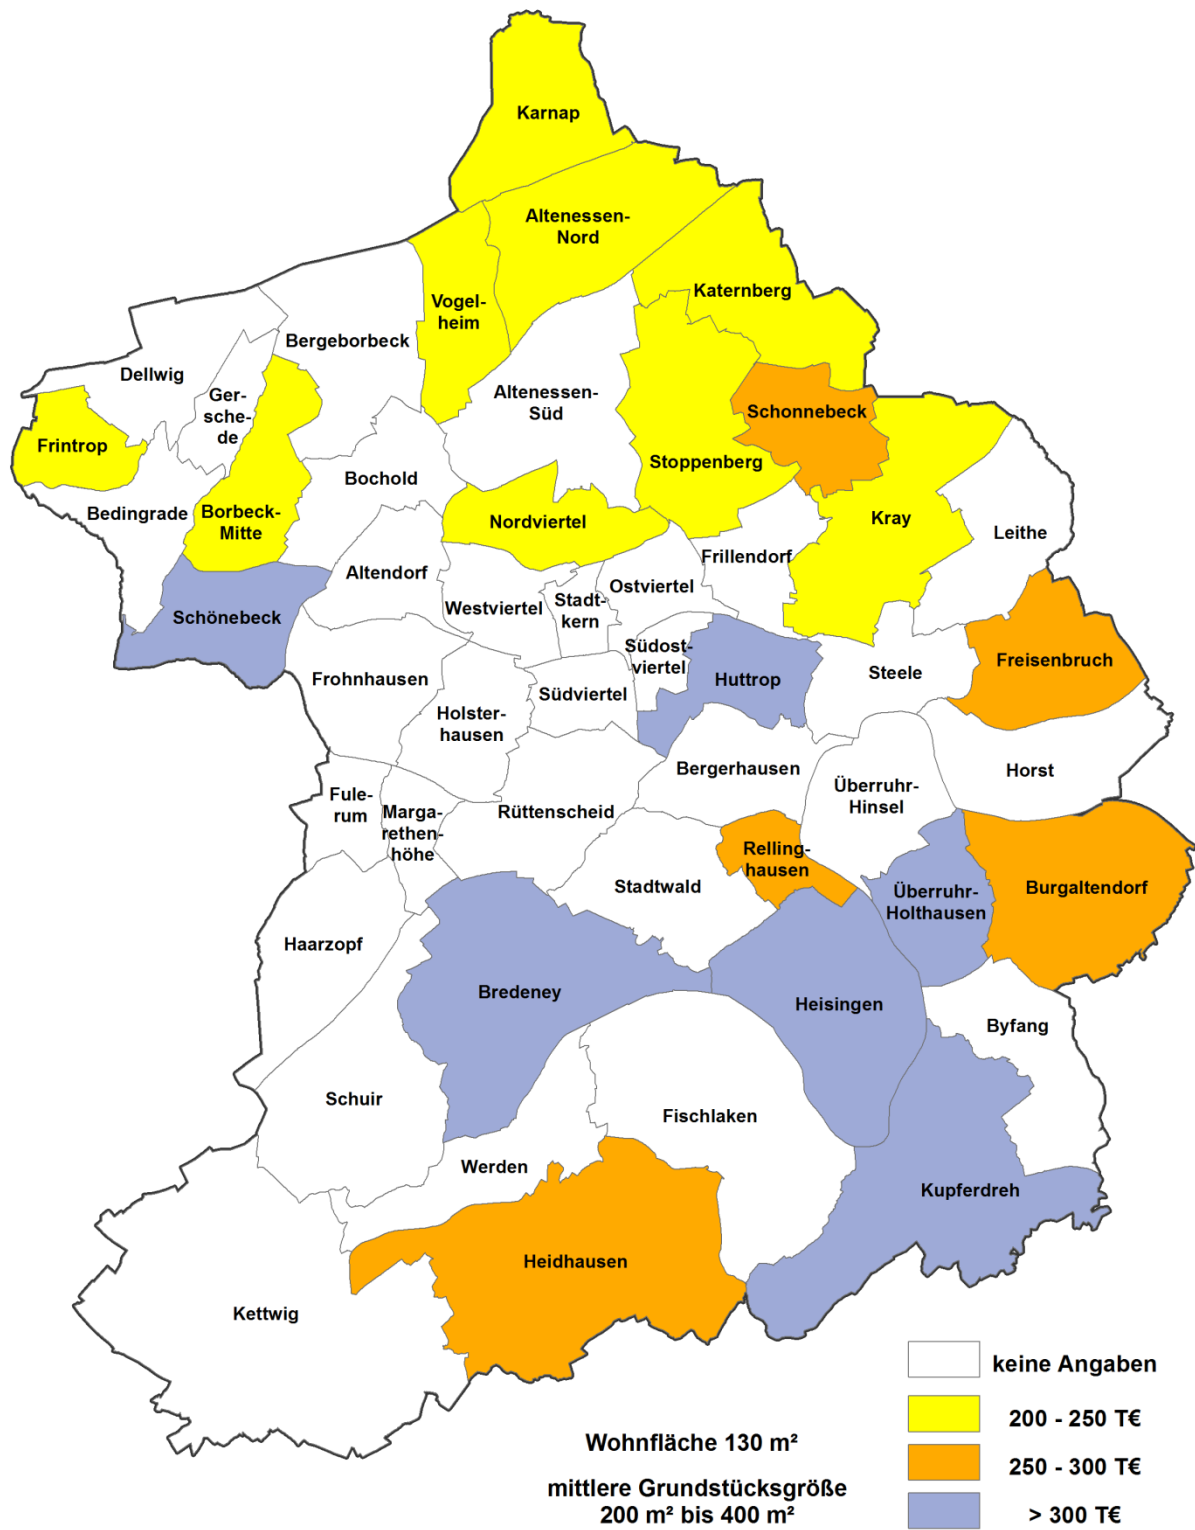 Karnap
Altenessen-
Nord
Katernberg
Vogel-
heim
Bergeborbeck
Dellwig
Ger-
sche-
de
Altenessen-
Süd
Schonnebeck
Frintrop
Stoppenberg
Bochold
Bedingrade
Borbeck-
Mitte
Nordviertel
Kray
Leithe
Frillendorf
Altendorf
Ostviertel
Westviertel
Stadt-
kern
Schönebeck
Südost-
viertel
Freisenbruch
Steele
Huttrop
Frohnhausen
Südviertel
Holster-
hausen
Bergerhausen
Horst
Überruhr-
Hinsel
Fule-
rum
Marga-
rethen-
höhe
Rüttenscheid
Relling-
hausen
Stadtwald
Überruhr-
Holthausen
Burgaltendorf
Haarzopf
Bredeney
Heisingen
Byfang
Schuir
Fischlaken
Werden
Kupferdreh
Heidhausen
Kettwig
keine Angaben
200 - 250 T€
250 - 300 T€
> 300 T€
Wohnfläche 130 m²
mittlere Grundstücksgröße
200 m² bis 400 m²